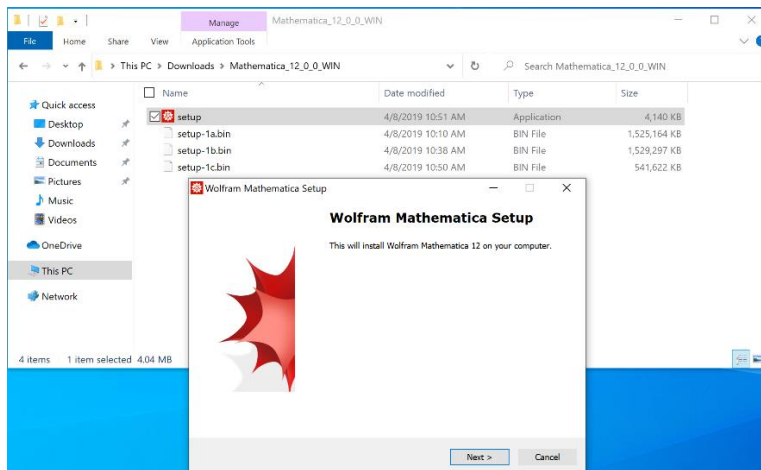 Manage
Mathematica_12_0_0_WIN
File Home Share View Application Tools
This PC > Downloads > Mathematica_12_0_0_WIN
Search Mathematica_12_0_0_WIN
Name Date modified Type Size
Quick access
Desktop
Downloads
Documents
Pictures
Music
Videos
OneDrive
This PC
Network
setup 4/8/2019 10:51 AM Application 4,140 KB
setup-1a.bin 4/8/2019 10:10 AM BIN File 1,525,164 KB
setup-1b.bin 4/8/2019 10:38 AM BIN File 1,529,297 KB
setup-1c.bin 4/8/2019 10:50 AM BIN File 541,622 KB
4 items 1 item selected 4.04 MB
Wolfram Mathematica Setup
Wolfram Mathematica Setup
This will install Wolfram Mathematica 12 on your computer.
Next > Cancel